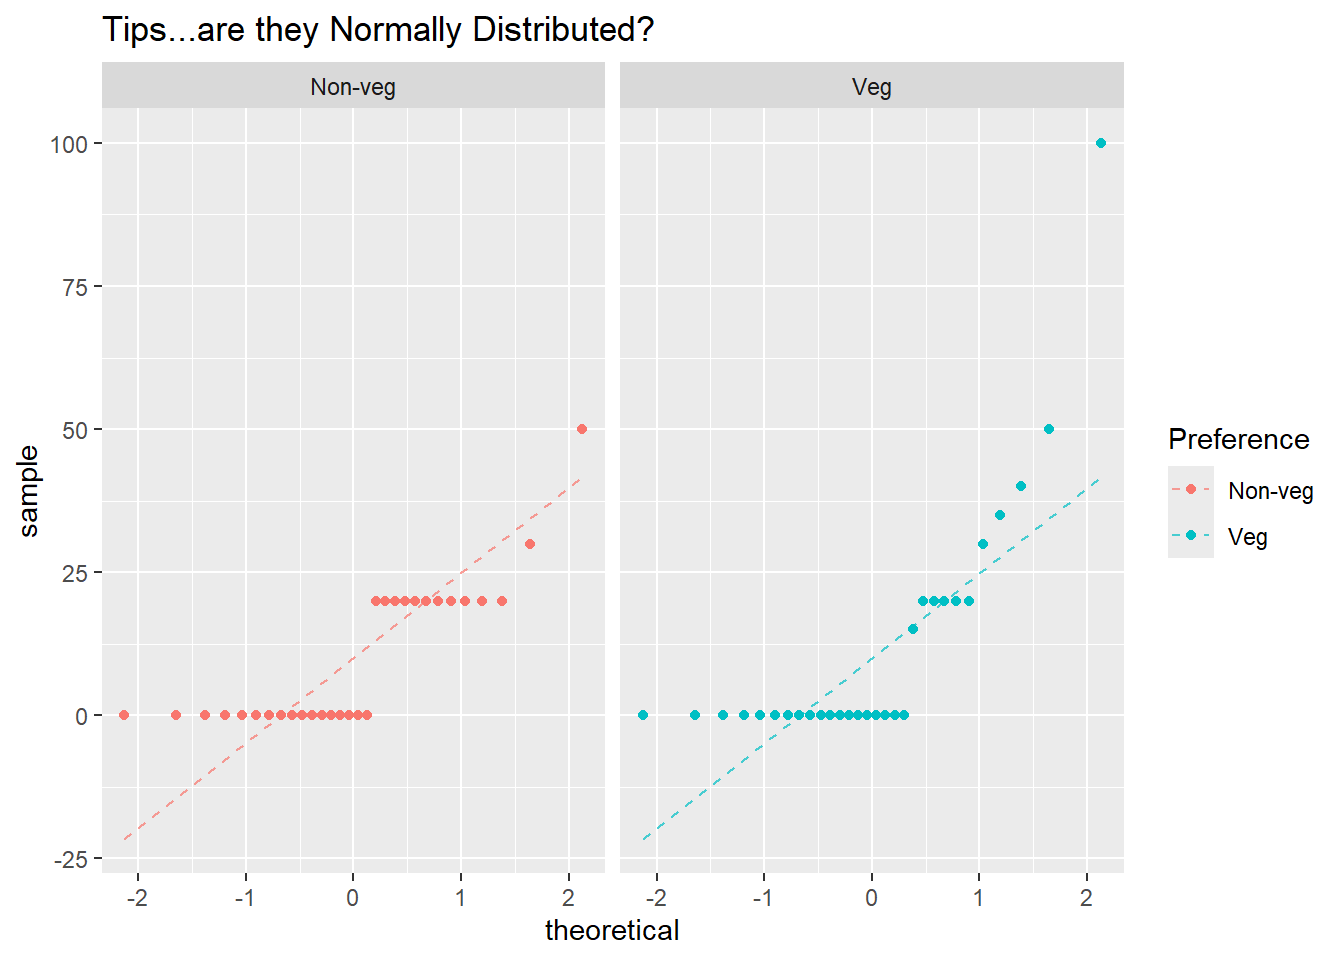 Tips...are they Normally Distributed?
Non-veg
Veg
100
75
50
25
0
-25
sample
-2 -1 0 1 2
-2 -1 0 1 2
theoretical
Preference
Non-veg
Veg